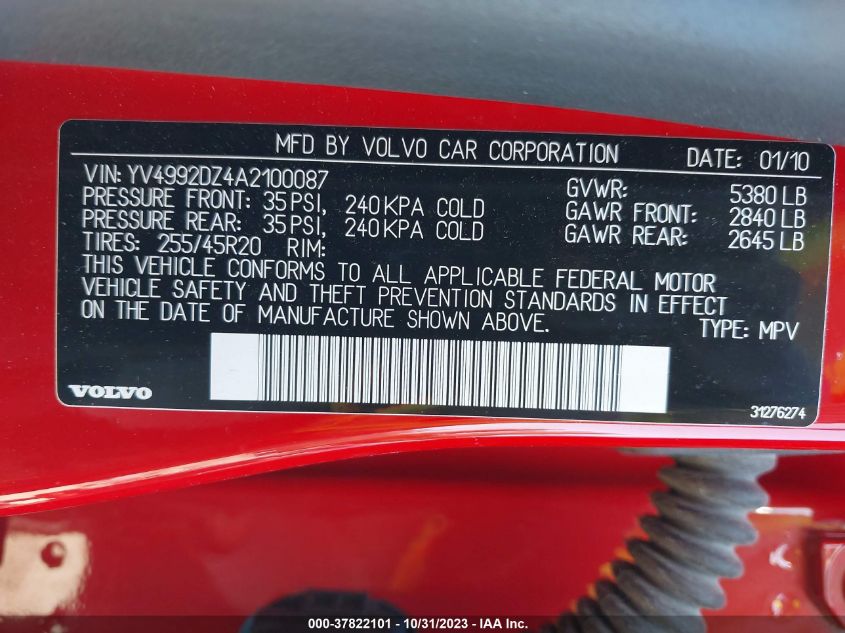 MFD BY VOLVO CAR CORPORATION DATE: 01/10
VIN: YV4992DZ4A2100087 GVWR: 5380 LB
PRESSURE FRONT: 35 PSI, 240 KPA COLD GAWR FRONT: 2840 LB
PRESSURE REAR: 35 PSI, 240 KPA COLD GAWR REAR: 2645 LB
TIRES: 255/45R20 RIM:
THIS VEHICLE CONFORMS TO ALL APPLICABLE FEDERAL MOTOR
VEHICLE SAFETY AND THEFT PREVENTION STANDARDS IN EFFECT
ON THE DATE OF MANUFACTURE SHOWN ABOVE. TYPE: MPV
VOLVO 31276274
000-37822101 - 10/31/2023 - IAA Inc.